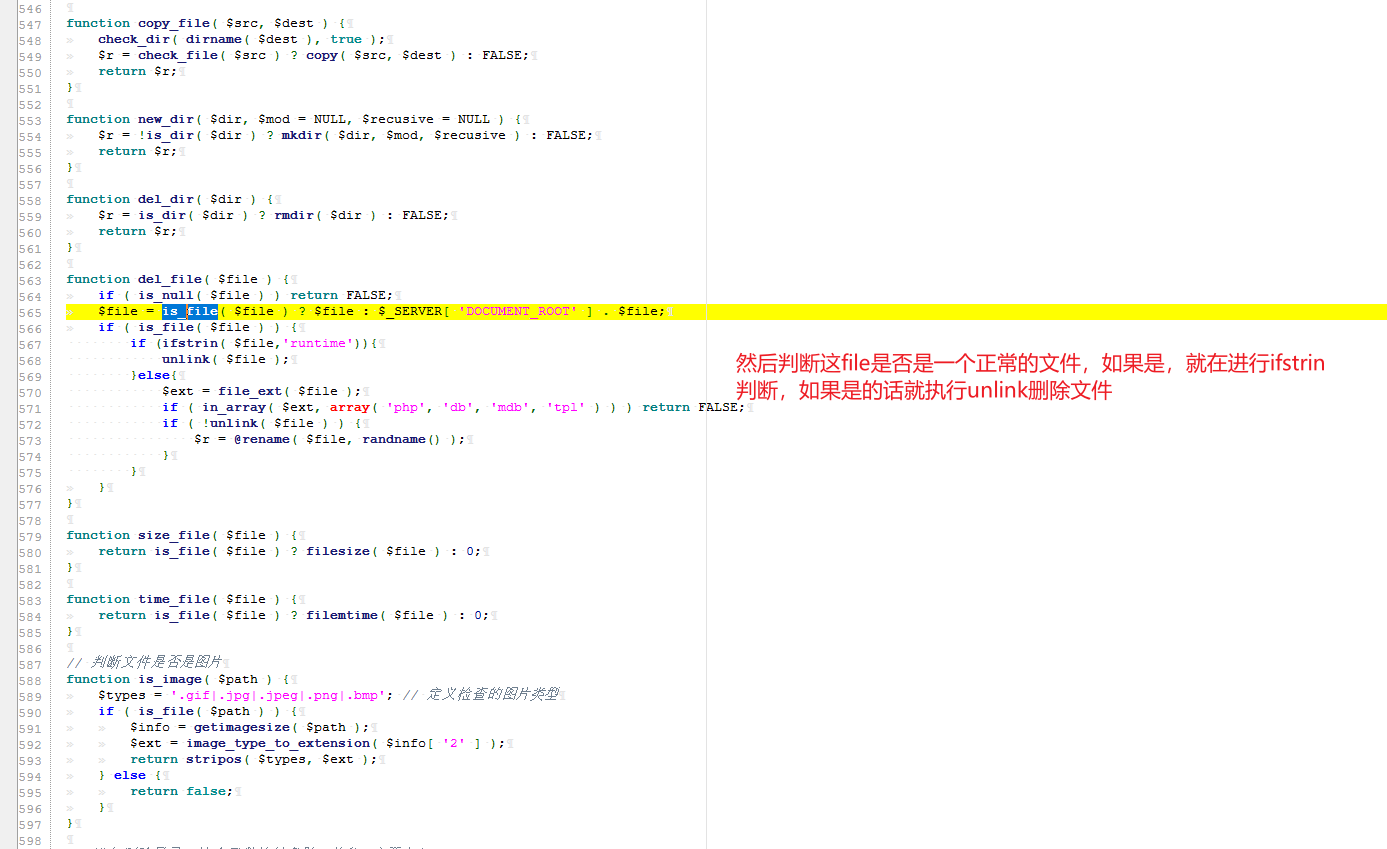 546
547 function copy_file( $src, $dest ) {
548 check_dir( dirname( $dest ), true );
549 $r = check_file( $src ) ? copy( $src, $dest ) : FALSE;
550 return $r;
551 }
552
553 function new_dir( $dir, $mod = NULL, $recusive = NULL ) {
554 $r = !is_dir( $dir ) ? mkdir( $dir, $mod, $recusive ) : FALSE;
555 return $r;
556 }
557
558 function del_dir( $dir ) {
559 $r = is_dir( $dir ) ? rmdir( $dir ) : FALSE;
560 return $r;
561 }
562
563 function del_file( $file ) {
564 if ( is_null( $file ) ) return FALSE;
565 $file = is_file( $file ) ? $file : $_SERVER[ 'DOCUMENT_ROOT' ] . $file;
566 if ( is_file( $file ) ) {
567 if (ifstrin( $file,'runtime')){
568 unlink( $file );
569 }else{
570 $ext = file_ext( $file );
571 if ( in_array( $ext, array( 'php', 'db', 'mdb', 'tpl' ) ) ) return FALSE;
572 if ( !unlink( $file ) ) {
573 $r = @rename( $file, randname() );
574 }
575 }
576 }
577 }
578
579 function size_file( $file ) {
580 return is_file( $file ) ? filesize( $file ) : 0;
581 }
582
583 function time_file( $file ) {
584 return is_file( $file ) ? filemtime( $file ) : 0;
585 }
586
587 // 判断文件是否是图片
588 function is_image( $path ) {
589 $types = '.gif|.jpg|.jpeg|.png|.bmp'; // 定义检查的图片类型
590 if ( is_file( $path ) ) {
591 $info = getimagesize( $path );
592 $ext = image_type_to_extension( $info[ '2' ] );
593 return stripos( $types, $ext );
594 } else {
595 return false;
596 }
597 }
598
然后判断这file是否是一个正常的文件，如果是，就在进行ifstrin
判断，如果是的话就执行unlink删除文件